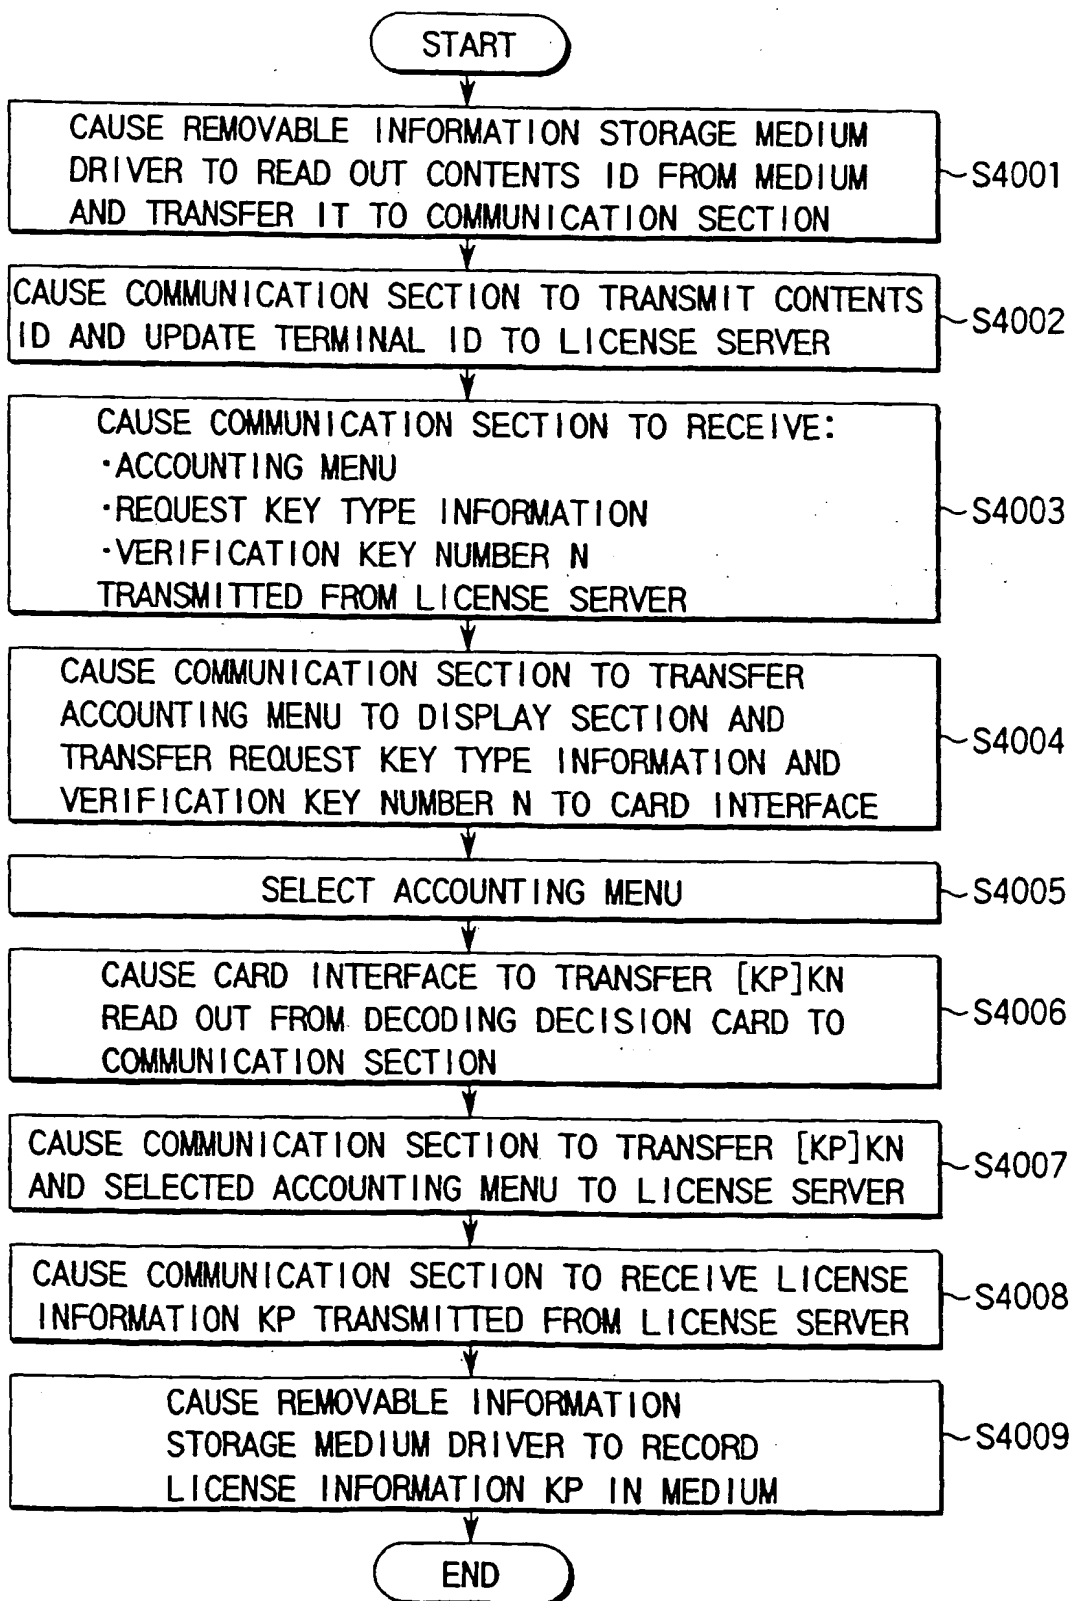 START
CAUSE REMOVABLE INFORMATION STORAGE MEDIUM
DRIVER TO READ OUT CONTENTS ID FROM MEDIUM
AND TRANSFER IT TO COMMUNICATION SECTION
S4001
CAUSE COMMUNICATION SECTION TO TRANSMIT CONTENTS
ID AND UPDATE TERMINAL ID TO LICENSE SERVER
S4002
CAUSE COMMUNICATION SECTION TO RECEIVE:
·ACCOUNTING MENU
·REQUEST KEY TYPE INFORMATION
·VERIFICATION KEY NUMBER N
TRANSMITTED FROM LICENSE SERVER
S4003
CAUSE COMMUNICATION SECTION TO TRANSFER
ACCOUNTING MENU TO DISPLAY SECTION AND
TRANSFER REQUEST KEY TYPE INFORMATION AND
VERIFICATION KEY NUMBER N TO CARD INTERFACE
S4004
SELECT ACCOUNTING MENU
S4005
CAUSE CARD INTERFACE TO TRANSFER [KP]KN
READ OUT FROM DECODING DECISION CARD TO
COMMUNICATION SECTION
S4006
CAUSE COMMUNICATION SECTION TO TRANSFER [KP]KN
AND SELECTED ACCOUNTING MENU TO LICENSE SERVER
S4007
CAUSE COMMUNICATION SECTION TO RECEIVE LICENSE
INFORMATION KP TRANSMITTED FROM LICENSE SERVER
S4008
CAUSE REMOVABLE INFORMATION
STORAGE MEDIUM DRIVER TO RECORD
LICENSE INFORMATION KP IN MEDIUM
S4009
END